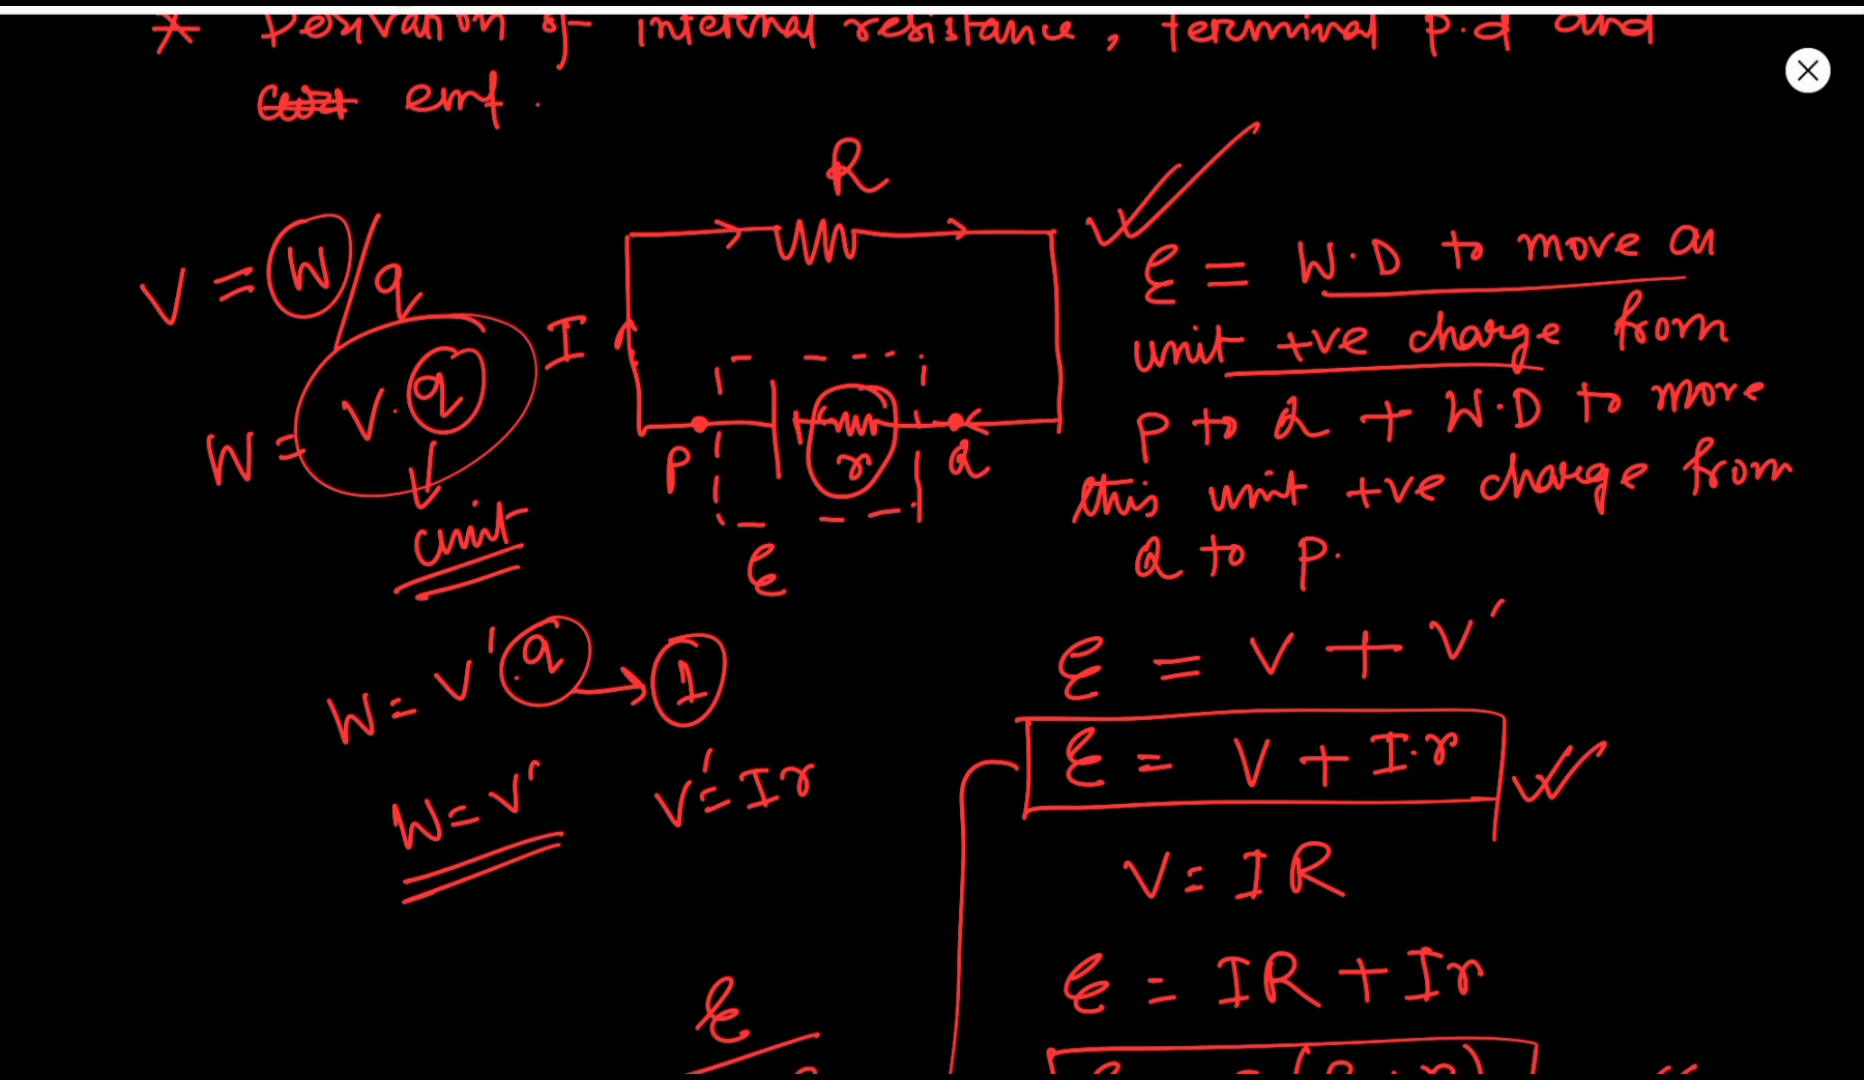 * Derivation of internal resistance, terminal p.d and
emf.
R
V = W/q
W = V.q
unit
I
P
r
Q
ε
ε = W.D to move an
unit +ve charge from
P to Q + W.D to move
this unit +ve charge from
Q to P.
W = V'.q → 1
W = V'
V' = Ir
ε = V + V'
ε = V + I.r
V = IR
ε = IR + Ir
ε